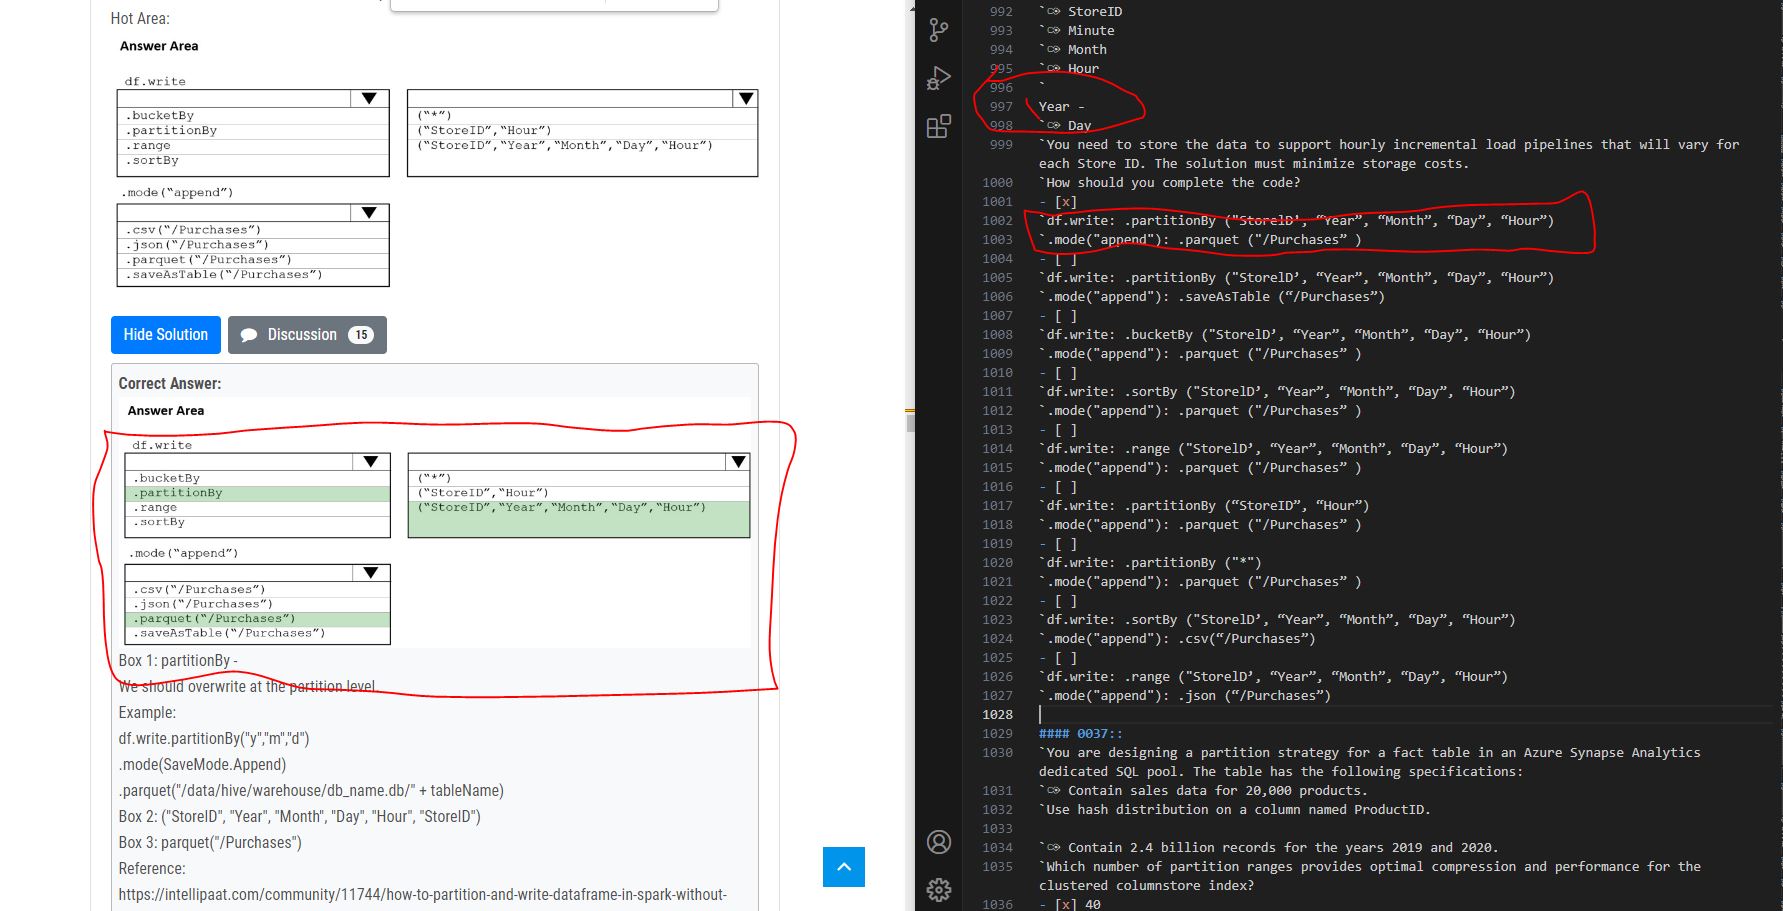 Hot Area:
Answer Area
df.write
.bucketBy
.partitionBy
.range
.sortBy
("*")
("StoreID","Hour")
("StoreID","Year","Month","Day","Hour")
.mode("append")
.csv("/Purchases")
.json("/Purchases")
.parquet("/Purchases")
.saveAsTable("/Purchases")
Hide Solution
Discussion 15
Correct Answer:
Answer Area
df.write
.bucketBy
.partitionBy
.range
.sortBy
("*")
("StoreID","Hour")
("StoreID","Year","Month","Day","Hour")
.mode("append")
.csv("/Purchases")
.json("/Purchases")
.parquet("/Purchases")
.saveAsTable("/Purchases")
Box 1: partitionBy -
We should overwrite at the partition level.
Example:
df.write.partitionBy("y","m","d")
.mode(SaveMode.Append)
.parquet("/data/hive/warehouse/db_name.db/" + tableName)
Box 2: ("StoreID", "Year", "Month", "Day", "Hour", "StoreID")
Box 3: parquet("/Purchases")
Reference:
https://intellipaat.com/community/11744/how-to-partition-and-write-dataframe-in-spark-without-
992 `✑ StoreID
993 `✑ Minute
994 `✑ Month
995 `✑ Hour
996 `
997 Year -
998 `✑ Day
999 `You need to store the data to support hourly incremental load pipelines that will vary for
each Store ID. The solution must minimize storage costs.
1000 `How should you complete the code?
1001 - [x]
1002 `df.write: .partitionBy ("StorelD’, “Year”, “Month”, “Day”, “Hour”)
1003 `.mode("append"): .parquet ("/Purchases” )
1004 - [ ]
1005 `df.write: .partitionBy ("StorelD’, “Year”, “Month”, “Day”, “Hour”)
1006 `.mode("append"): .saveAsTable (“/Purchases”)
1007 - [ ]
1008 `df.write: .bucketBy ("StorelD’, “Year”, “Month”, “Day”, “Hour”)
1009 `.mode("append"): .parquet ("/Purchases” )
1010 - [ ]
1011 `df.write: .sortBy ("StorelD’, “Year”, “Month”, “Day”, “Hour”)
1012 `.mode("append"): .parquet ("/Purchases” )
1013 - [ ]
1014 `df.write: .range ("StorelD’, “Year”, “Month”, “Day”, “Hour”)
1015 `.mode("append"): .parquet ("/Purchases” )
1016 - [ ]
1017 `df.write: .partitionBy (“StoreID”, “Hour”)
1018 `.mode("append"): .parquet ("/Purchases” )
1019 - [ ]
1020 `df.write: .partitionBy ("*")
1021 `.mode("append"): .parquet ("/Purchases” )
1022 - [ ]
1023 `df.write: .sortBy ("StorelD’, “Year”, “Month”, “Day”, “Hour”)
1024 `.mode("append"): .csv(“/Purchases”)
1025 - [ ]
1026 `df.write: .range ("StorelD’, “Year”, “Month”, “Day”, “Hour”)
1027 `.mode("append"): .json (“/Purchases”)
1028
1029 #### 0037::
1030 `You are designing a partition strategy for a fact table in an Azure Synapse Analytics
dedicated SQL pool. The table has the following specifications:
1031 `✑ Contain sales data for 20,000 products.
1032 `Use hash distribution on a column named ProductID.
1033
1034 `✑ Contain 2.4 billion records for the years 2019 and 2020.
1035 `Which number of partition ranges provides optimal compression and performance for the
clustered columnstore index?
1036 - [x] 40